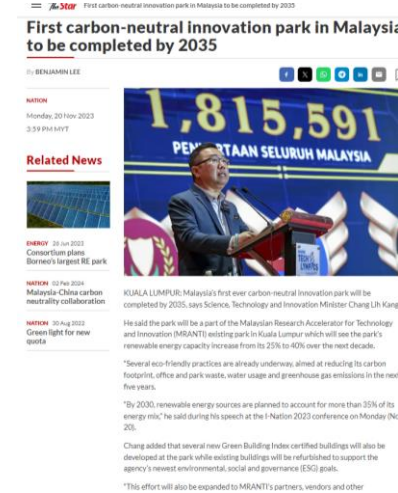 The Star First carbon-neutral innovation park in Malaysia to be completed by 2035
First carbon-neutral innovation park in Malaysia
to be completed by 2035
By BENJAMIN LEE
NATION
Monday, 20 Nov 2023
3:59 PM MYT
Related News
ENERGY 26 Jun 2023
Consortium plans
Borneo's largest RE park
NATION 02 Feb 2024
Malaysia-China carbon
neutrality collaboration
NATION 30 Aug 2022
Green light for new
quota
1,815,591
PENYERTAAN SELURUH MALAYSIA
TECH
KUALA LUMPUR: Malaysia's first ever carbon-neutral innovation park will be
completed by 2035, says Science, Technology and Innovation Minister Chang Lih Kang
He said the park will be a part of the Malaysian Research Accelerator for Technology
and Innovation (MRANTI) existing park in Kuala Lumpur which will see the park's
renewable energy capacity increase from its 25% to 40% over the next decade.
"Several eco-friendly practices are already underway, aimed at reducing its carbon
footprint, office and park waste, water usage and greenhouse gas emissions in the next
five years.
"By 2030, renewable energy sources are planned to account for more than 35% of its
energy mix," he said during his speech at the I-Nation 2023 conference on Monday (No
20).
Chang added that several new Green Building Index certified buildings will also be
developed at the park while existing buildings will be refurbished to support the
agency's newest environmental, social and governance (ESG) goals.
"This effort will also be expanded to MRANTI's partners, vendors and other